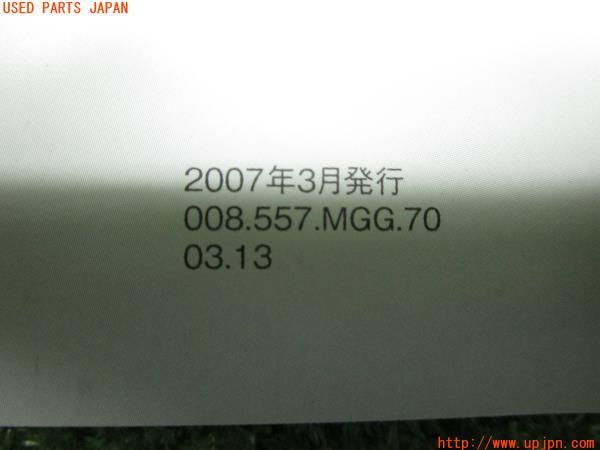 USED PARTS JAPAN
2007年3月発行
008.557.MGG.70
03.13
http://www.upjpn.com/